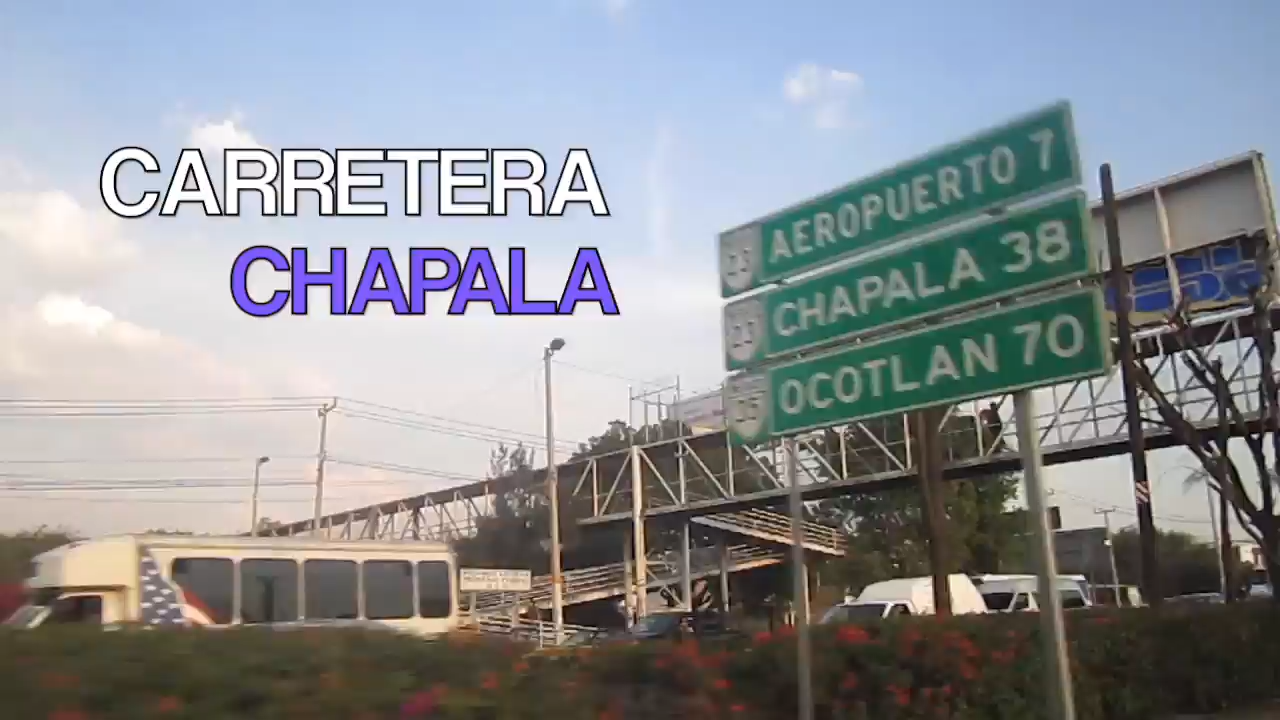 CARRETERA
CHAPALA
AEROPUERTO 7
CHAPALA 38
OCOTLAN 70